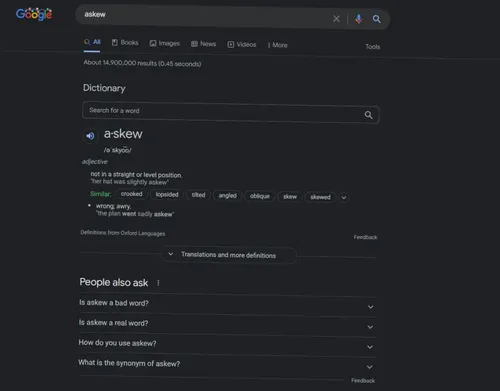 Google
askew
All Books Images News Videos More Tools
About 14,900,000 results (0.45 seconds)
Dictionary
Search for a word
a·skew
/əˈskyo͞o/
adjective
not in a straight or level position.
"her hat was slightly askew"
Similar: crooked lopsided tilted angled oblique skew skewed
wrong; awry.
"the plan went sadly askew"
Definitions from Oxford Languages Feedback
Translations and more definitions
People also ask
Is askew a bad word?
Is askew a real word?
How do you use askew?
What is the synonym of askew?
Feedback